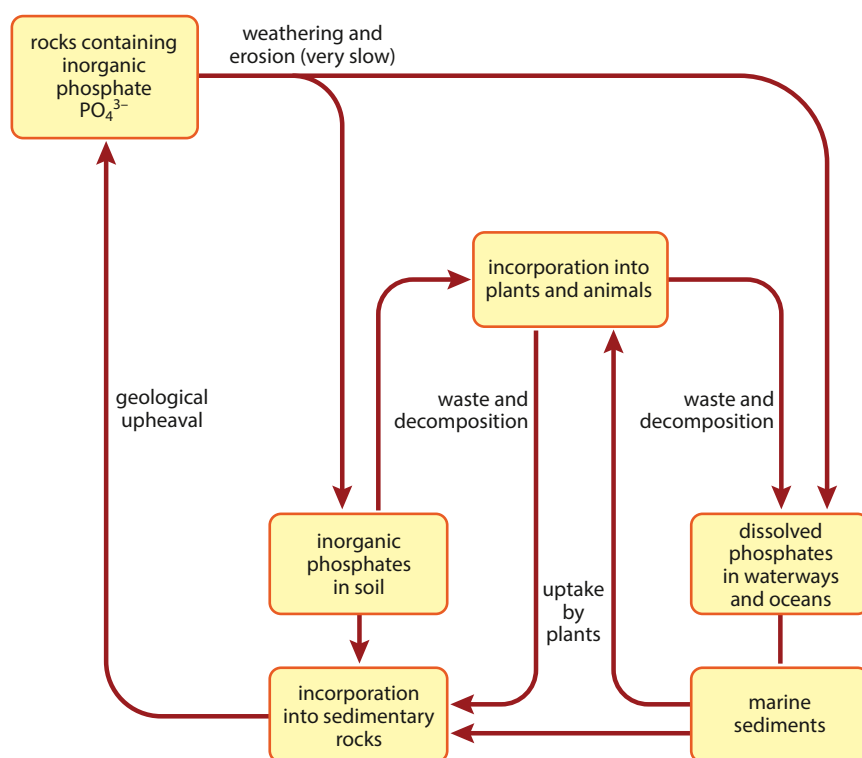 rocks containing
inorganic
phosphate
PO₄³⁻
weathering and
erosion (very slow)
incorporation into
plants and animals
geological
upheaval
waste and
decomposition
waste and
decomposition
inorganic
phosphates
in soil
uptake
by
plants
dissolved
phosphates
in waterways
and oceans
incorporation
into sedimentary
rocks
marine
sediments